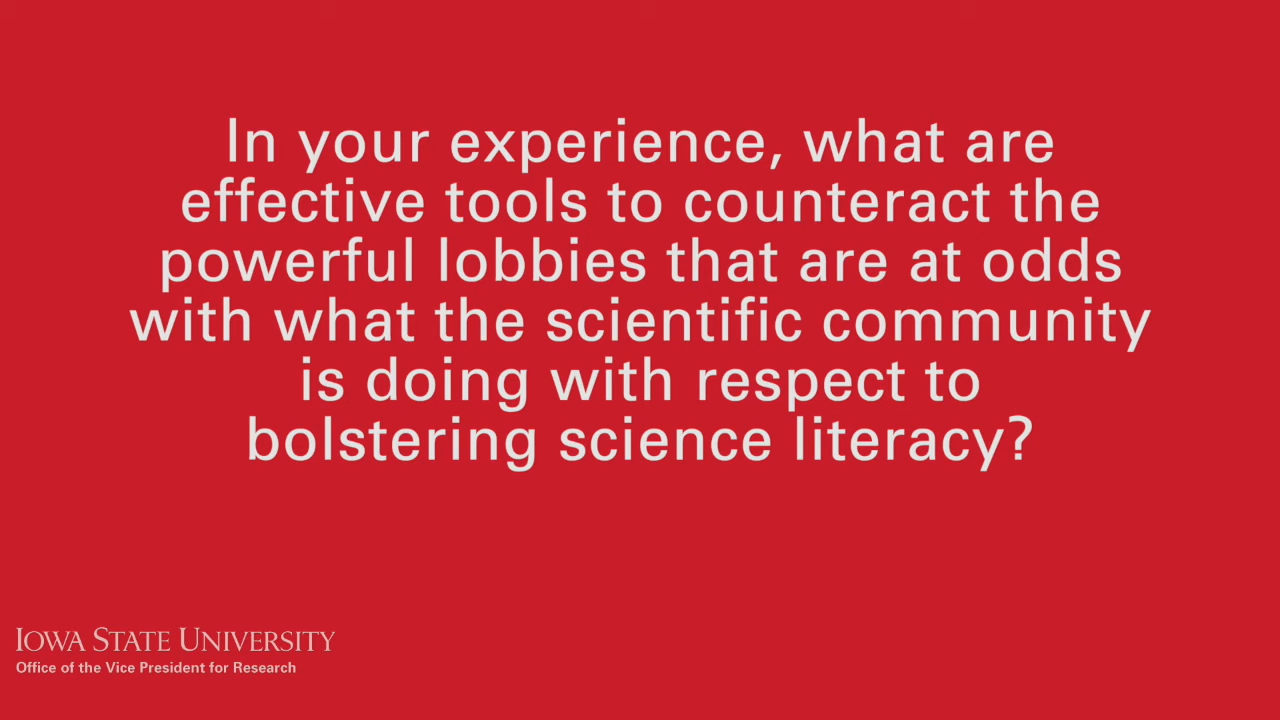 In your experience, what are
effective tools to counteract the
powerful lobbies that are at odds
with what the scientific community
is doing with respect to
bolstering science literacy?
IOWA STATE UNIVERSITY
Office of the Vice President for Research